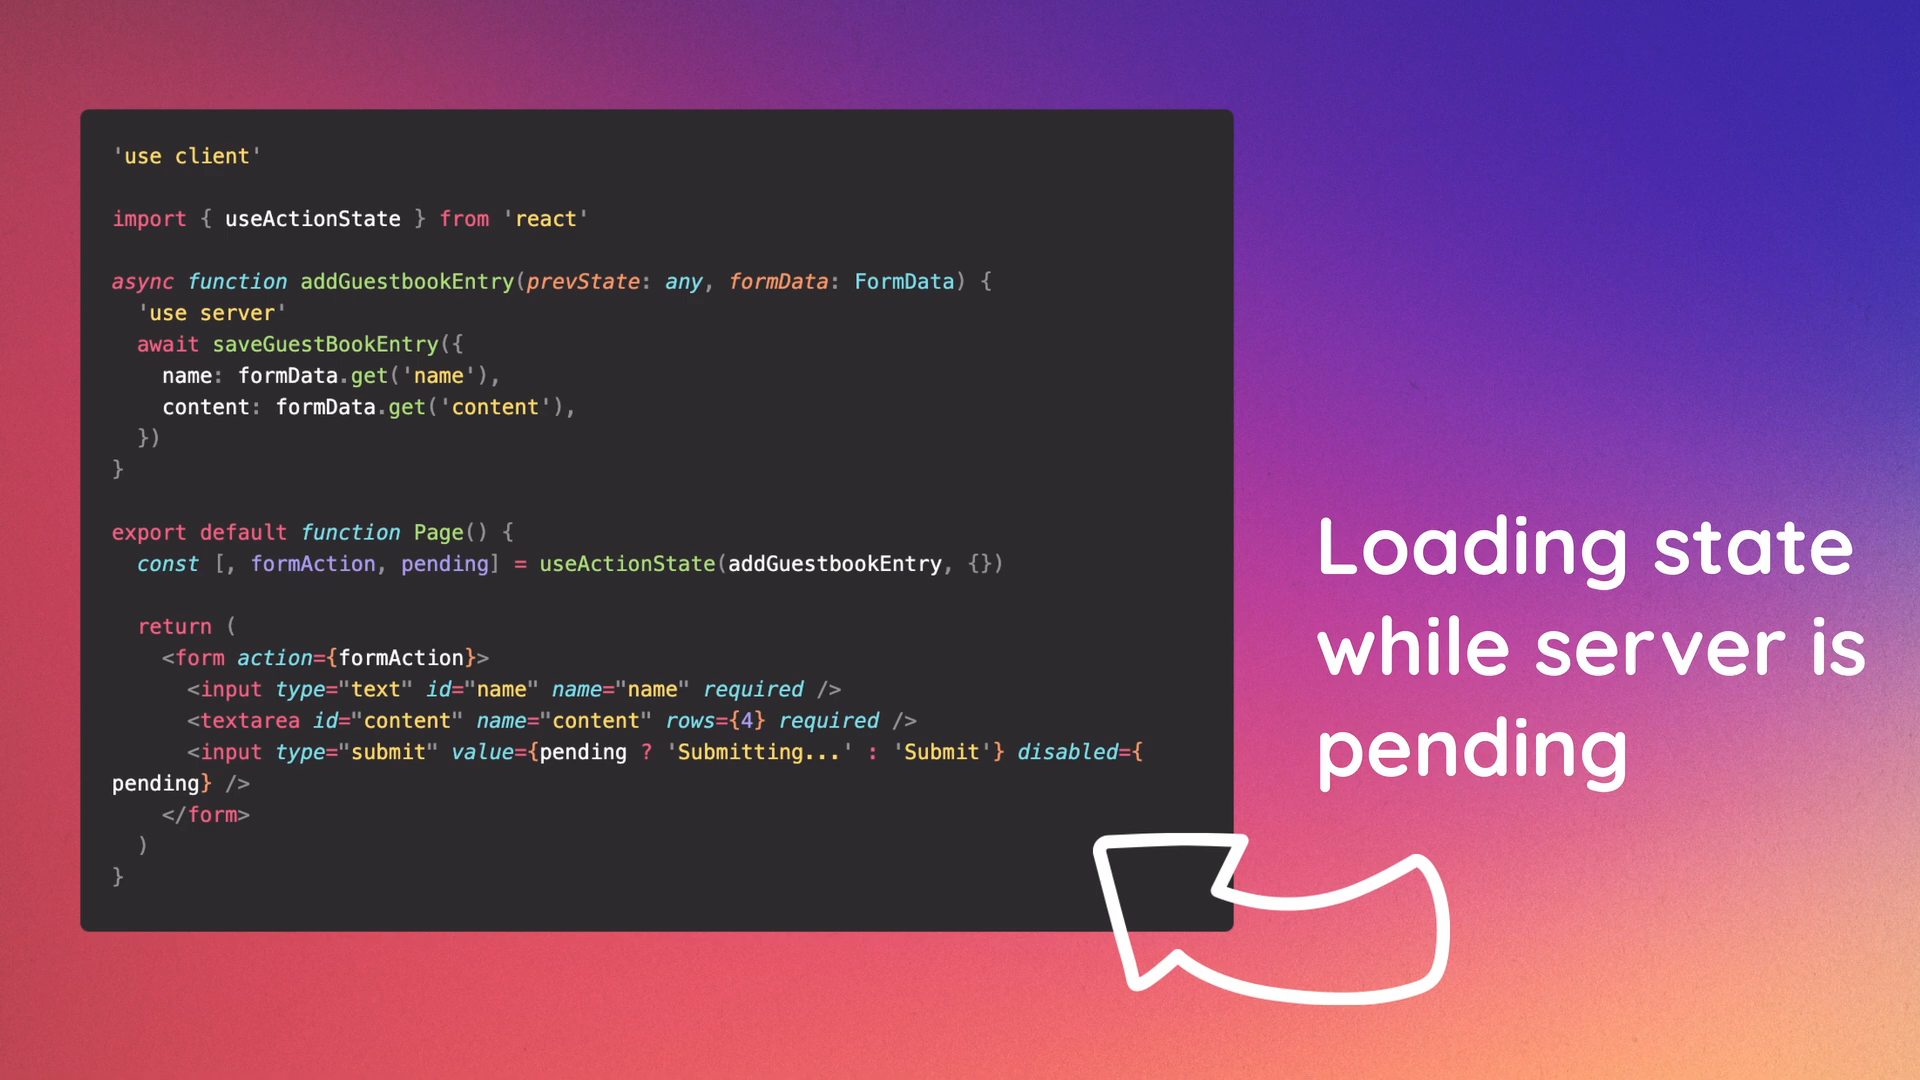 'use client'
import { useActionState } from 'react'
async function addGuestbookEntry(prevState: any, formData: FormData) {
'use server'
await saveGuestBookEntry({
name: formData.get('name'),
content: formData.get('content'),
})
}
export default function Page() {
const [, formAction, pending] = useActionState(addGuestbookEntry, {})
return (
<form action={formAction}>
<input type="text" id="name" name="name" required />
<textarea id="content" name="content" rows={4} required />
<input type="submit" value={pending ? 'Submitting...' : 'Submit'} disabled={
pending} />
</form>
)
}
Loading state
while server is
pending